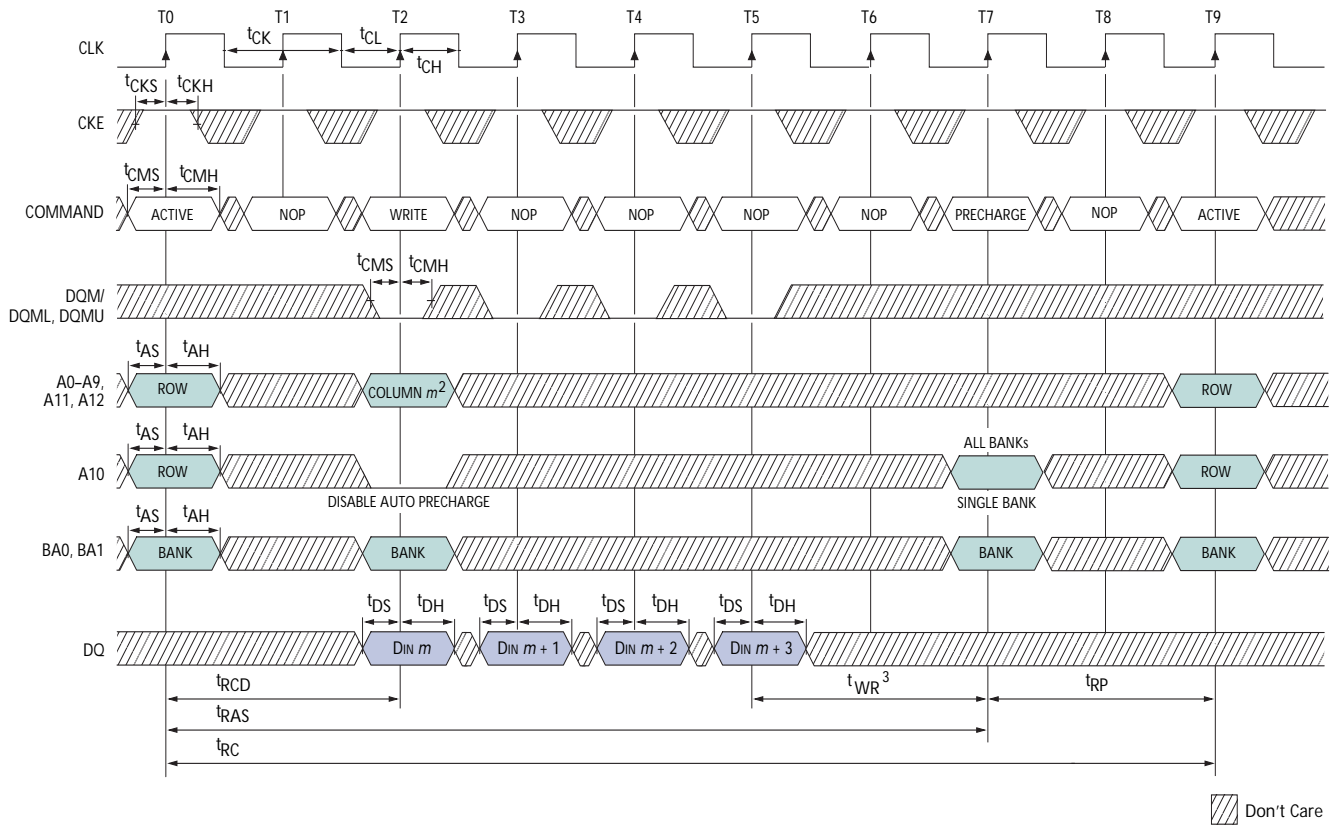 T0 T1 T2 T3 T4 T5 T6 T7 T8 T9
CLK
tCK
tCL
tCH
tCKS tCKH
CKE
tCMS tCMH
COMMAND ACTIVE NOP WRITE NOP NOP NOP NOP PRECHARGE NOP ACTIVE
tCMS tCMH
DQM/
DQML, DQMU
tAS tAH
A0–A9,
A11, A12
ROW COLUMN m2 ROW
tAS tAH
ALL BANKs
A10 ROW ROW
DISABLE AUTO PRECHARGE
SINGLE BANK
tAS tAH
BA0, BA1 BANK BANK BANK BANK
tDS tDH tDS tDH tDS tDH tDS tDH
DQ DIN m DIN m + 1 DIN m + 2 DIN m + 3
tRCD
tWR3
tRP
tRAS
tRC
Don't Care